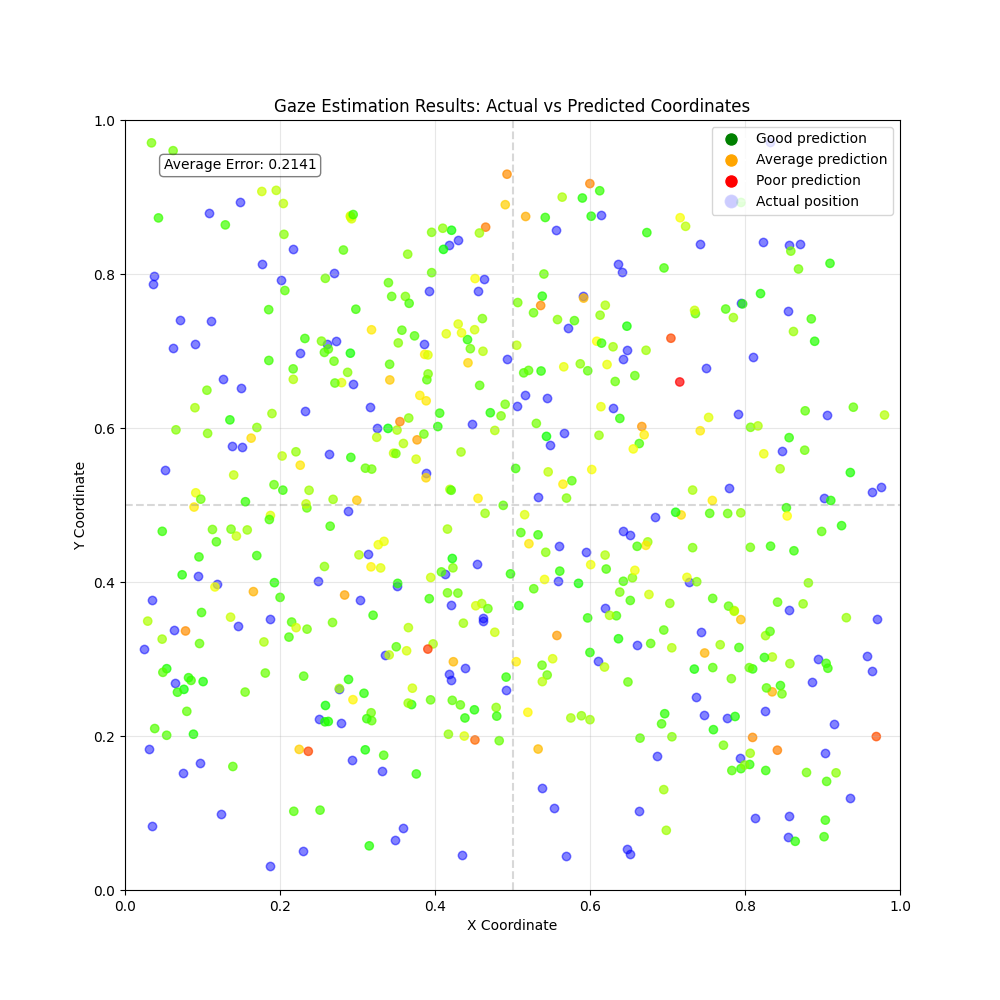 Gaze Estimation Results: Actual vs Predicted Coordinates
1.0
Good prediction
Average prediction
Poor prediction
Actual position
Average Error: 0.2141
0.8
0.6
Y Coordinate
0.4
0.2
0.0
0.0 0.2 0.4 0.6 0.8 1.0
X Coordinate